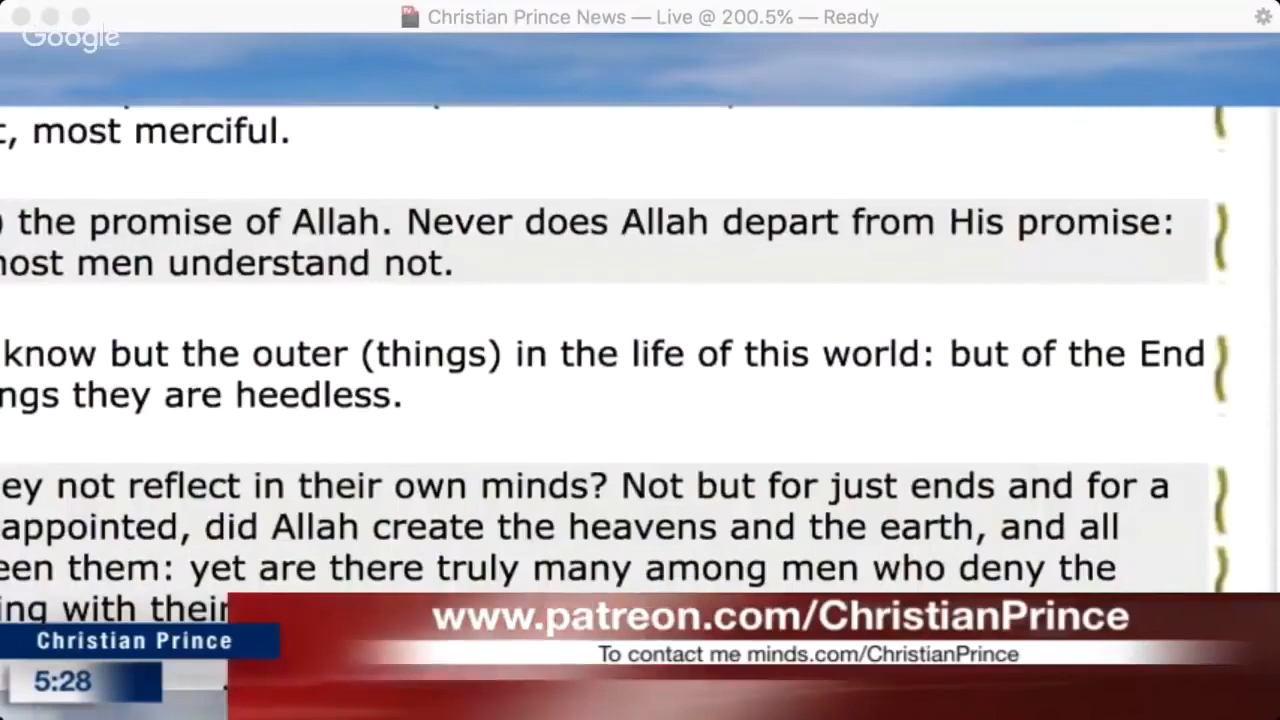 Christian Prince News — Live @ 200.5% — Ready
Google
, most merciful.
) the promise of Allah. Never does Allah depart from His promise:
most men understand not.
know but the outer (things) in the life of this world: but of the End
ngs they are heedless.
ey not reflect in their own minds? Not but for just ends and for a
appointed, did Allah create the heavens and the earth, and all
een them: yet are there truly many among men who deny the
ing with their
www.patreon.com/ChristianPrince
Christian Prince
To contact me minds.com/ChristianPrince
5:28